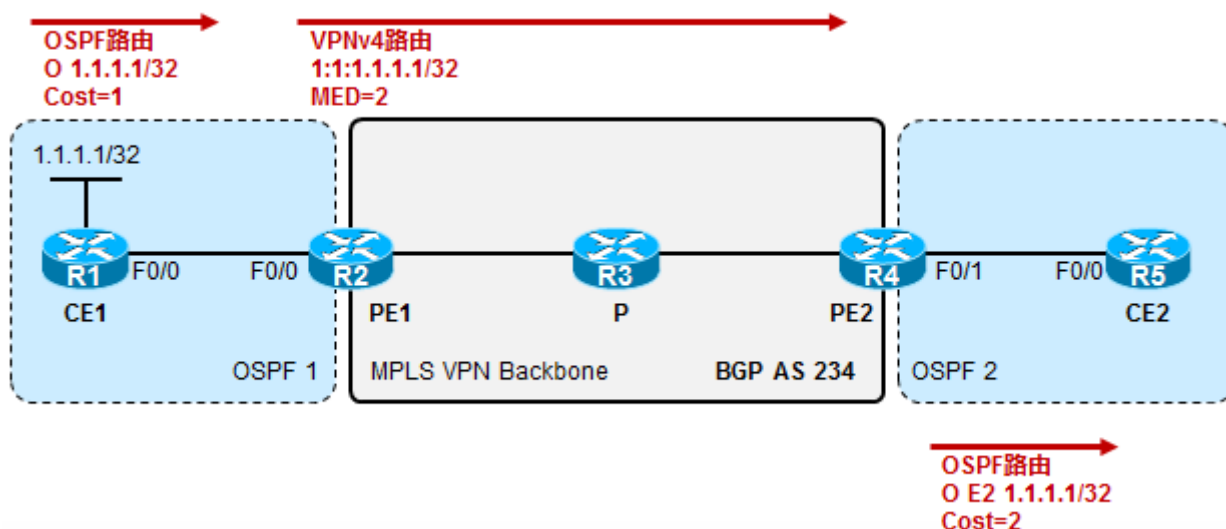 OSPF路由
O 1.1.1.1/32
Cost=1
VPNv4路由
1:1:1.1.1.1/32
MED=2
1.1.1.1/32
R1
F0/0
F0/0
R2
R3
R4
F0/1
F0/0
R5
CE1
PE1
P
PE2
CE2
OSPF 1
MPLS VPN Backbone
BGP AS 234
OSPF 2
OSPF路由
O E2 1.1.1.1/32
Cost=2